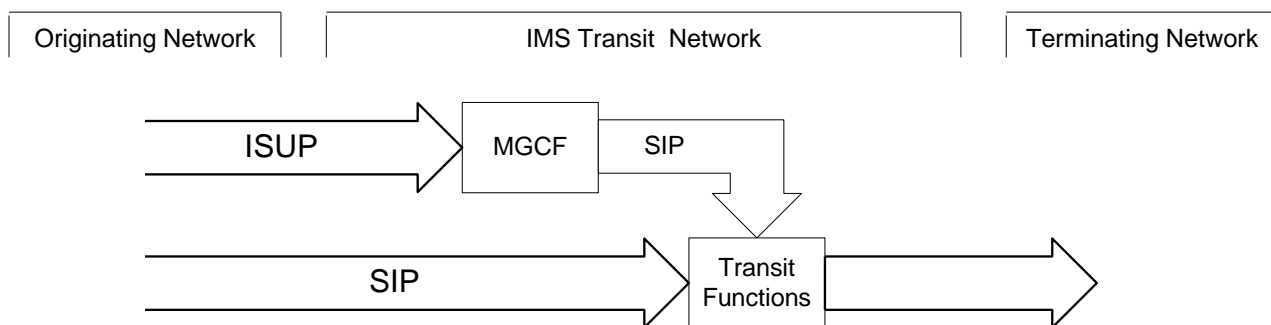 Originating Network
IMS Transit Network
Terminating Network
ISUP
MGCF
SIP
SIP
Transit
Functions